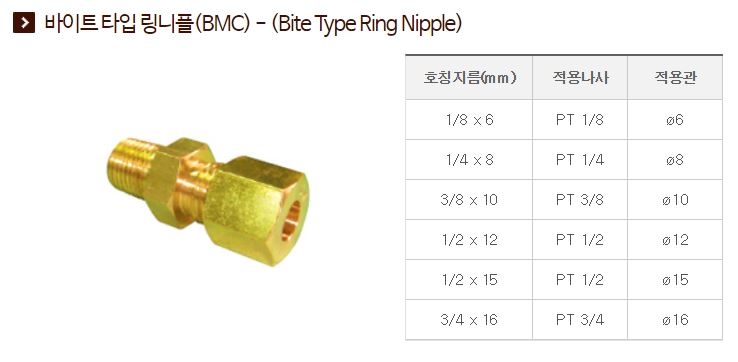 바이트 타입 링니플(BMC) - (Bite Type Ring Nipple)
호칭지름(mm) 적용나사 적용관
1/8 x 6 PT 1/8 ø6
1/4 x 8 PT 1/4 ø8
3/8 x 10 PT 3/8 ø10
1/2 x 12 PT 1/2 ø12
1/2 x 15 PT 1/2 ø15
3/4 x 16 PT 3/4 ø16